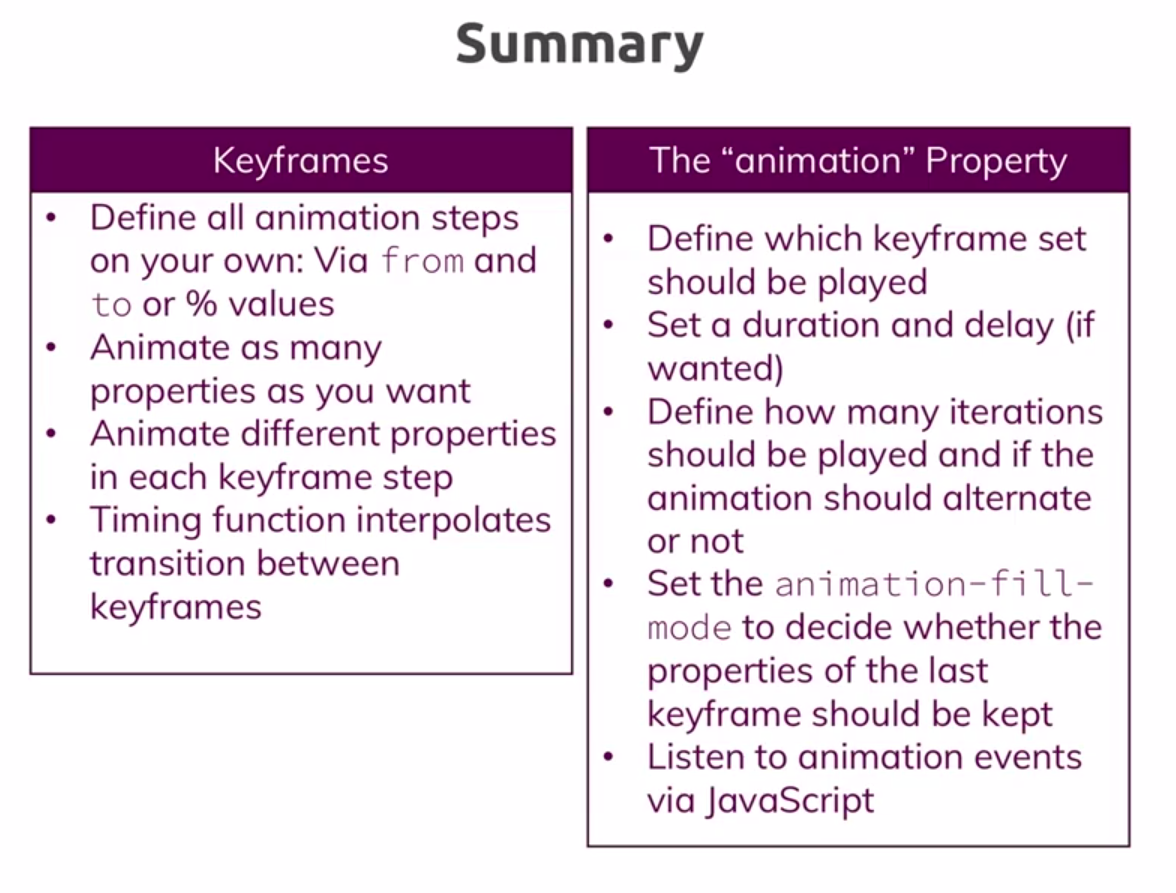 Summary
Keyframes
• Define all animation steps
on your own: Via from and
to or % values
• Animate as many
properties as you want
• Animate different properties
in each keyframe step
• Timing function interpolates
transition between
keyframes
The “animation” Property
• Define which keyframe set
should be played
• Set a duration and delay (if
wanted)
• Define how many iterations
should be played and if the
animation should alternate
or not
• Set the animation-fill-
mode to decide whether the
properties of the last
keyframe should be kept
• Listen to animation events
via JavaScript